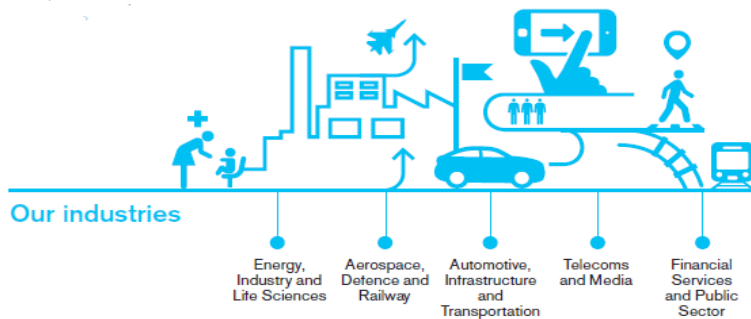 Our industries
Energy,
Industry and
Life Sciences
Aerospace,
Defence and
Railway
Automotive,
Infrastructure
and
Transportation
Telecoms
and Media
Financial
Services
and Public
Sector